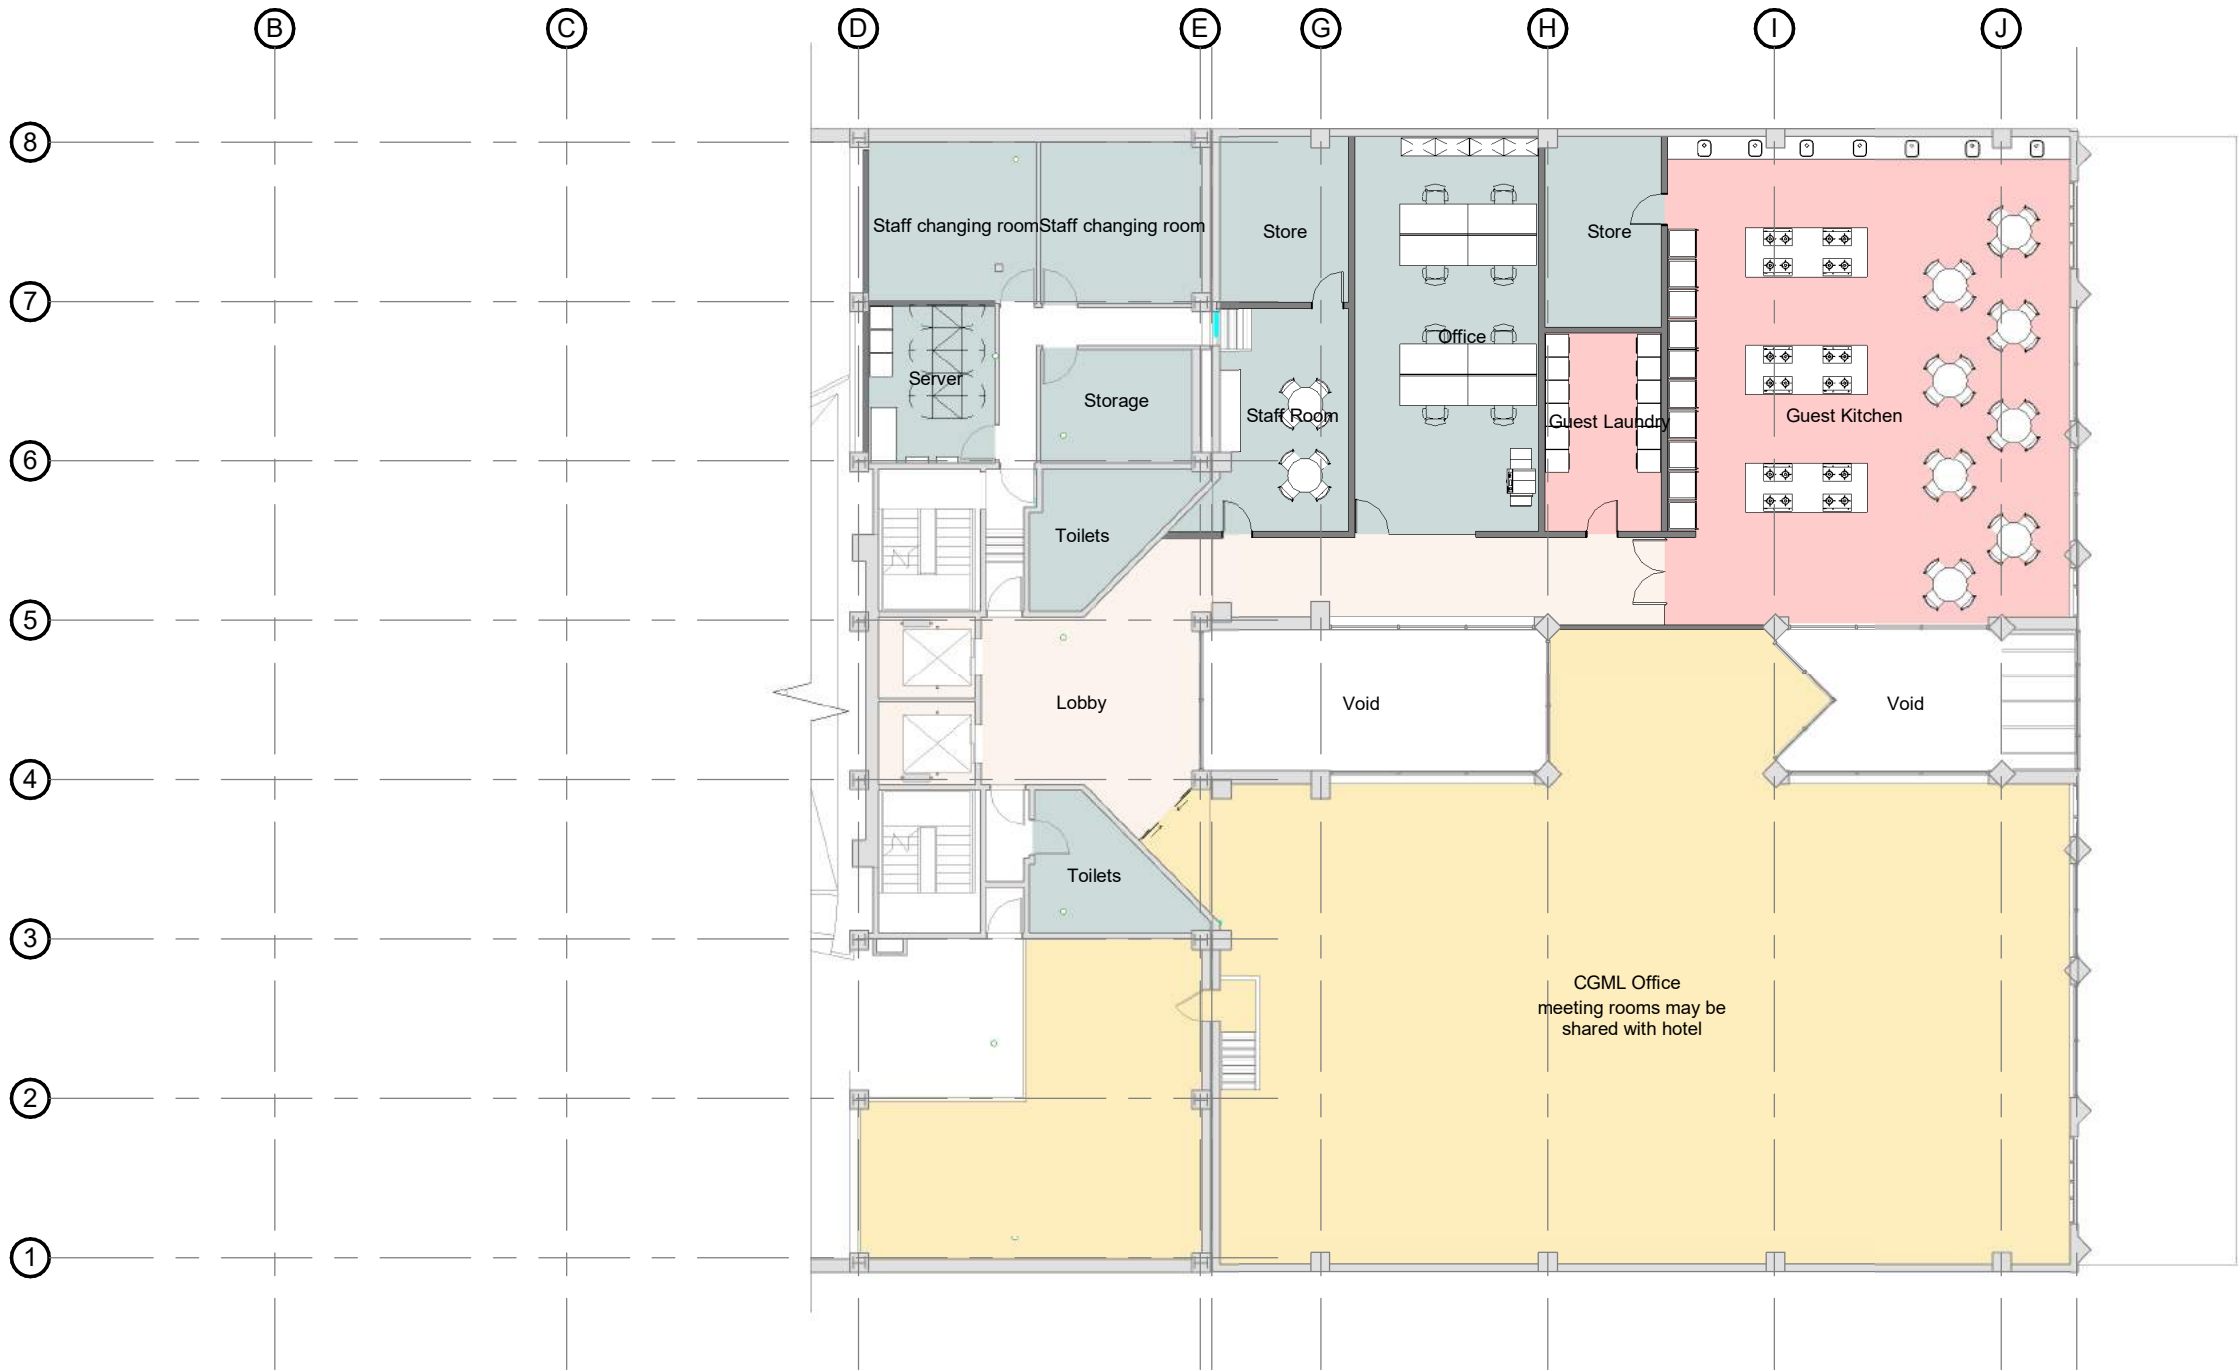 B C D E G H I J
8
Staff changing room Staff changing room
Store
Store
7
Office
Server
Storage
Staff Room
Guest Laundry
Guest Kitchen
6
Toilets
5
Lobby
Void
Void
4
Toilets
3
CGML Office
meeting rooms may be
shared with hotel
2
1